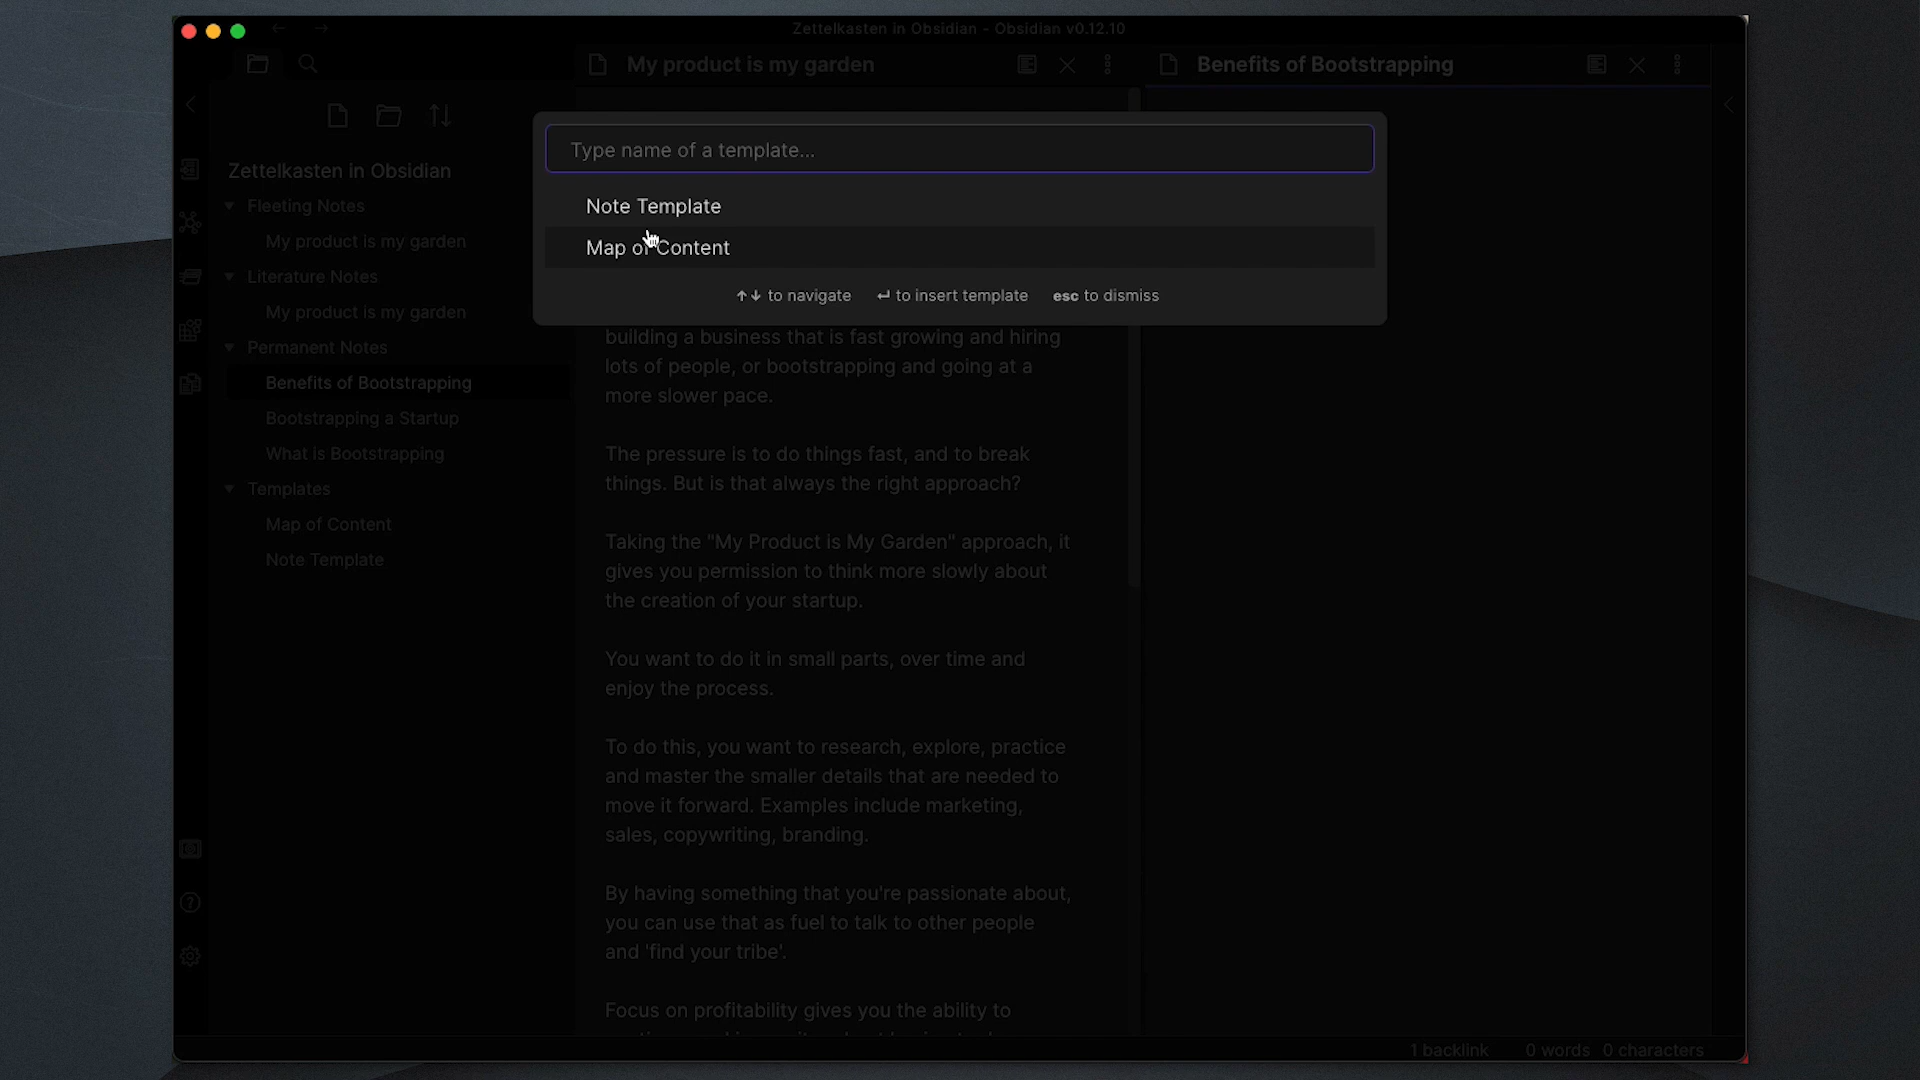 Zettelkasten in Obsidian - Obsidian v0.12.10
My product is my garden
Benefits of Bootstrapping
Type name of a template...
Note Template
Map of Content
↑↓ to navigate ↵ to insert template esc to dismiss
Zettelkasten in Obsidian
Fleeting Notes
My product is my garden
Literature Notes
My product is my garden
Permanent Notes
Benefits of Bootstrapping
Bootstrapping a Startup
What is Bootstrapping
Templates
Map of Content
Note Template
building a business that is fast growing and hiring
lots of people, or bootstrapping and going at a
more slower pace.
The pressure is to do things fast, and to break
things. But is that always the right approach?
Taking the "My Product is My Garden" approach, it
gives you permission to think more slowly about
the creation of your startup.
You want to do it in small parts, over time and
enjoy the process.
To do this, you want to research, explore, practice
and master the smaller details that are needed to
move it forward. Examples include marketing,
sales, copywriting, branding.
By having something that you're passionate about,
you can use that as fuel to talk to other people
and 'find your tribe'.
Focus on profitability gives you the ability to
1 backlink 0 words 0 characters